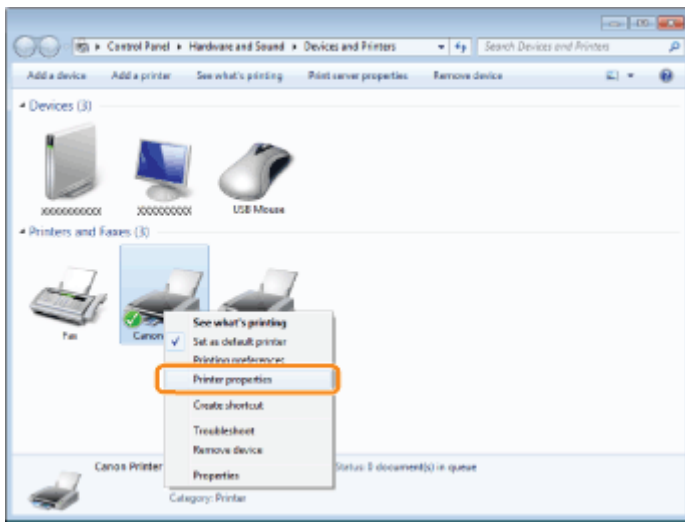 Control Panel ▸ Hardware and Sound ▸ Devices and Printers
Search Devices and Printers
Add a device Add a printer See what's printing Print server properties Remove device
Devices (3)
XXXXXXXXXX XXXXXXXXX USB Mouse
Printers and Faxes (3)
Fax Canon
See what's printing
Set as default printer
Printing preferences
Printer properties
Create shortcut
Troubleshoot
Remove device
Properties
Canon Printer Status: 0 document(s) in queue
Category: Printer